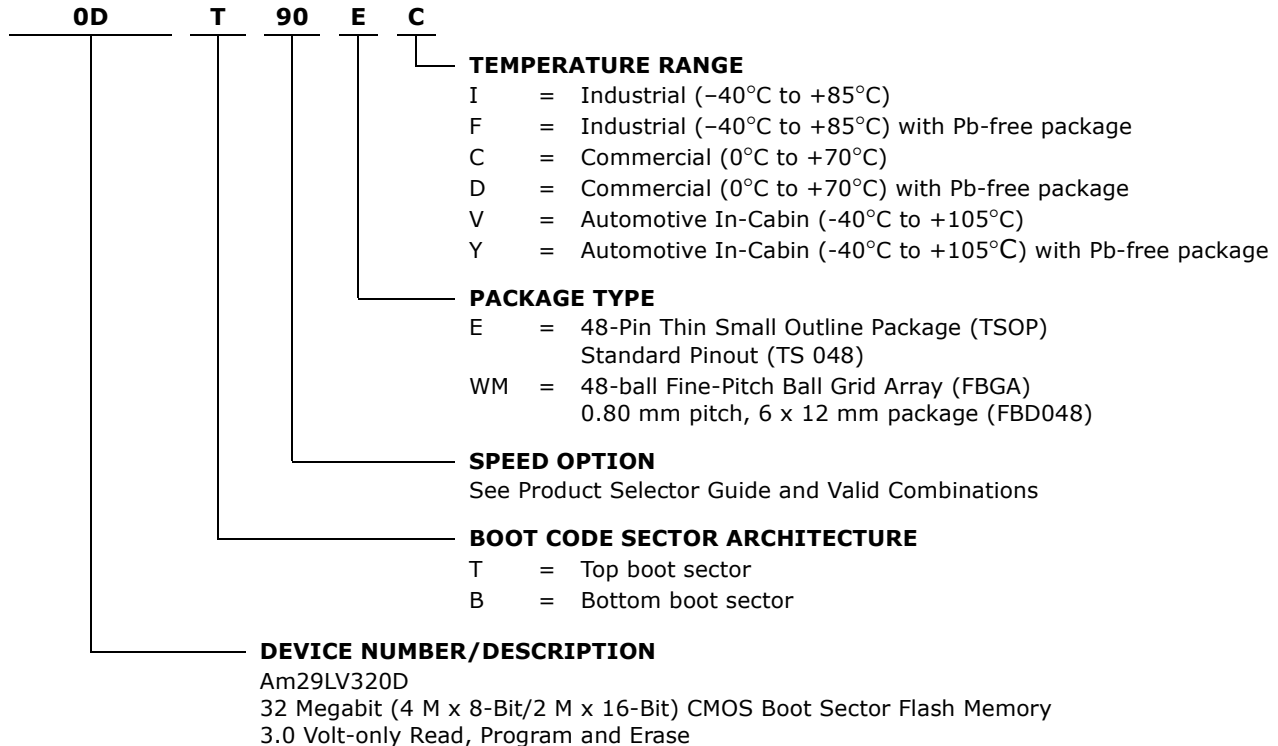 0D T 90 E C
TEMPERATURE RANGE
I = Industrial (–40°C to +85°C)
F = Industrial (–40°C to +85°C) with Pb-free package
C = Commercial (0°C to +70°C)
D = Commercial (0°C to +70°C) with Pb-free package
V = Automotive In-Cabin (-40°C to +105°C)
Y = Automotive In-Cabin (-40°C to +105°C) with Pb-free package
PACKAGE TYPE
E = 48-Pin Thin Small Outline Package (TSOP)
Standard Pinout (TS 048)
WM = 48-ball Fine-Pitch Ball Grid Array (FBGA)
0.80 mm pitch, 6 x 12 mm package (FBD048)
SPEED OPTION
See Product Selector Guide and Valid Combinations
BOOT CODE SECTOR ARCHITECTURE
T = Top boot sector
B = Bottom boot sector
DEVICE NUMBER/DESCRIPTION
Am29LV320D
32 Megabit (4 M x 8-Bit/2 M x 16-Bit) CMOS Boot Sector Flash Memory
3.0 Volt-only Read, Program and Erase